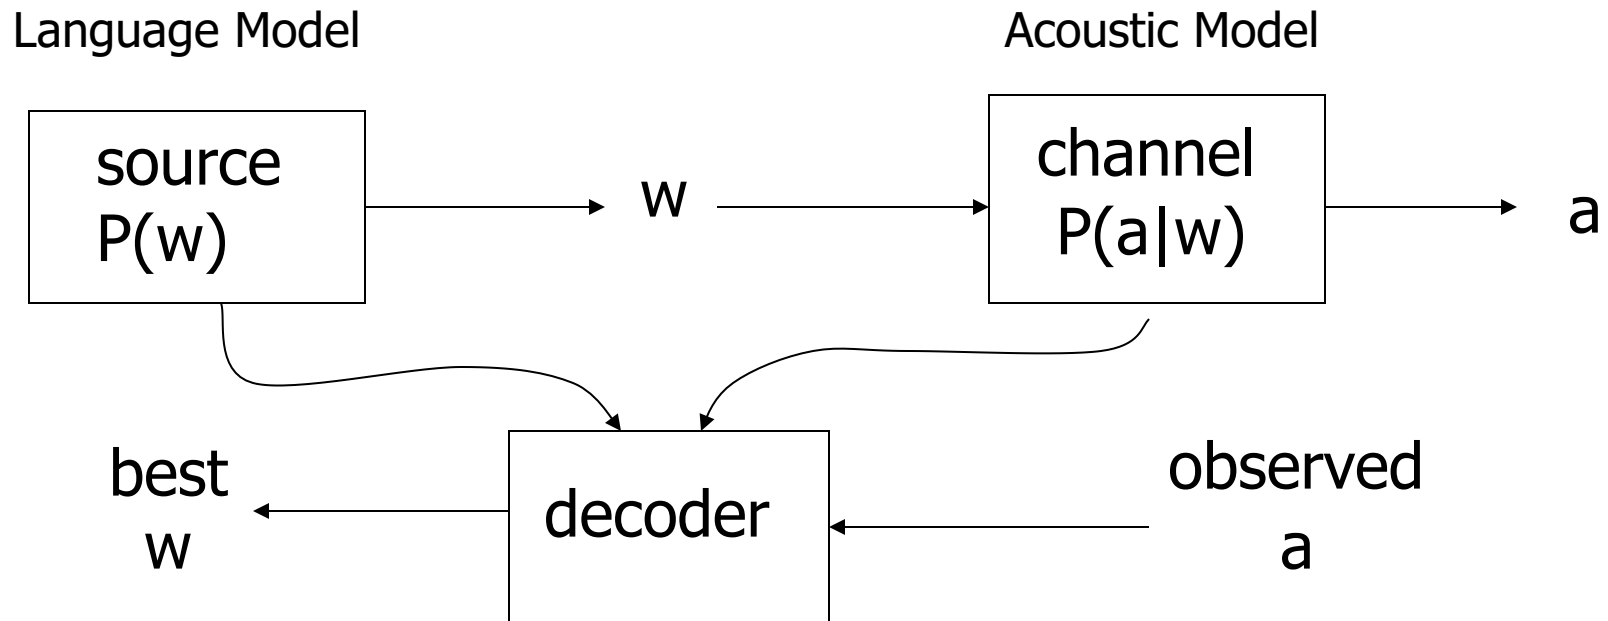 Language Model
Acoustic Model
source
P(w)
w
channel
P(a|w)
a
best
w
decoder
observed
a